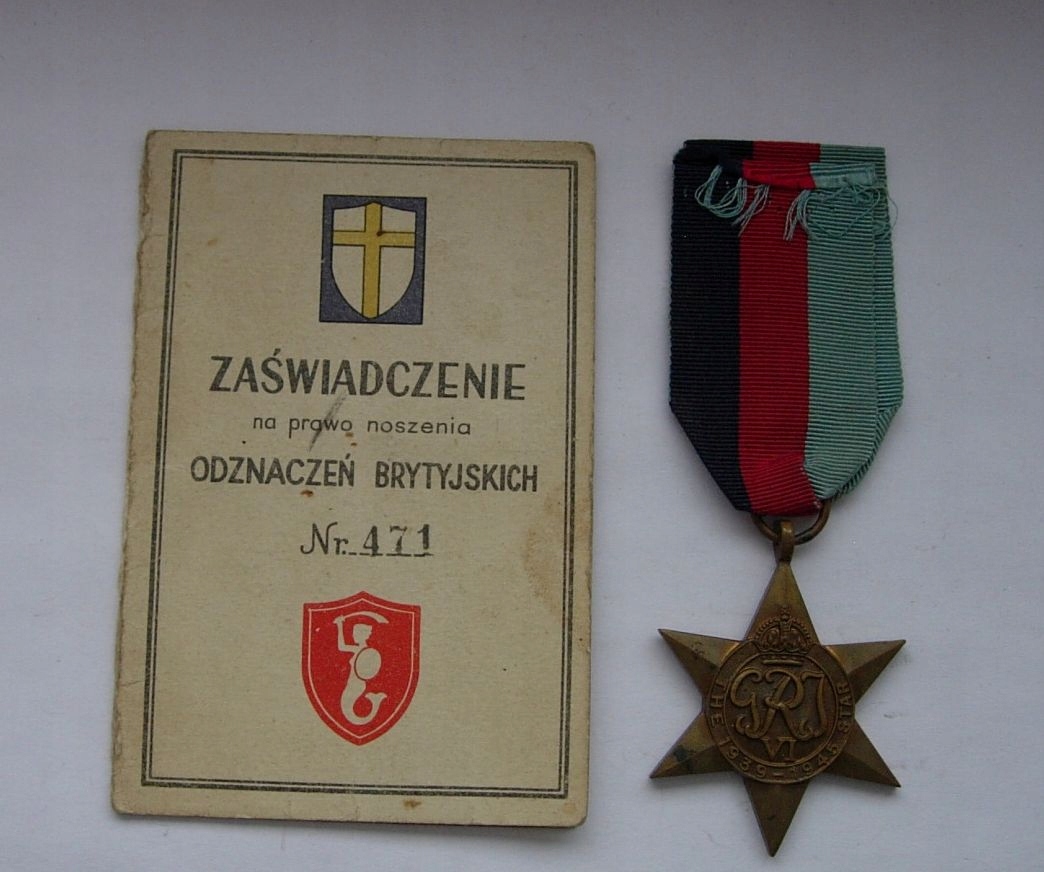 ZAŚWIADCZENIE
na prawo noszenia
ODZNACZEŃ BRYTYJSKICH
Nr. 471
GRI
VI
THE 1939-1945 STAR